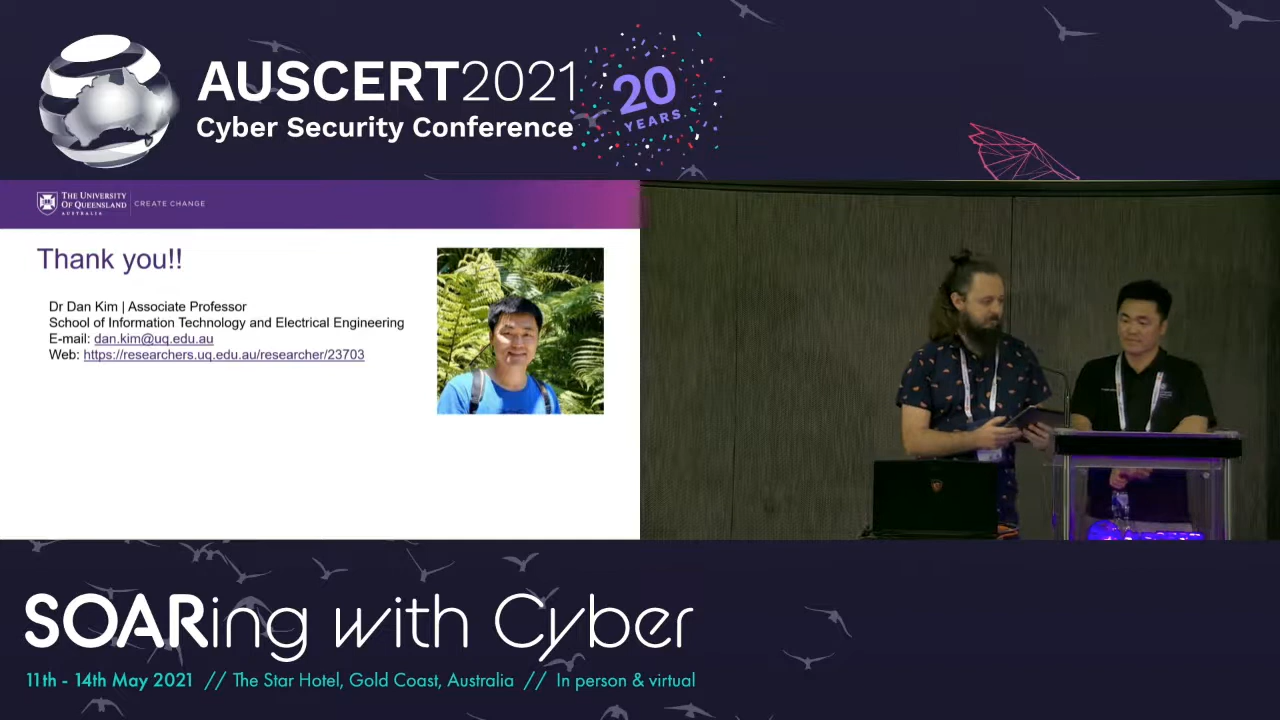 AUSCERT2021
Cyber Security Conference
20
YEARS
THE UNIVERSITY
OF QUEENSLAND
AUSTRALIA
CREATE CHANGE
Thank you!!
Dr Dan Kim | Associate Professor
School of Information Technology and Electrical Engineering
E-mail: dan.kim@uq.edu.au
Web: https://researchers.uq.edu.au/researcher/23703
SOARing with Cyber
11th - 14th May 2021 // The Star Hotel, Gold Coast, Australia // In person & virtual